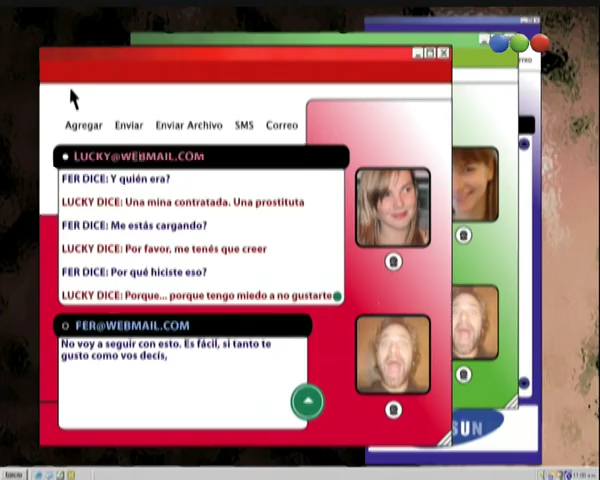 Agregar Enviar Enviar Archivo SMS Correo
LUCKY@WEBMAIL.COM
FER DICE: Y quién era?
LUCKY DICE: Una mina contratada. Una prostituta
FER DICE: Me estás cargando?
LUCKY DICE: Por favor, me tenés que creer
FER DICE: Por qué hiciste eso?
LUCKY DICE: Porque... porque tengo miedo a no gustarte
FER@WEBMAIL.COM
No voy a seguir con esto. Es fácil, si tanto te
gusto como vos decís,
SUN
Inicio